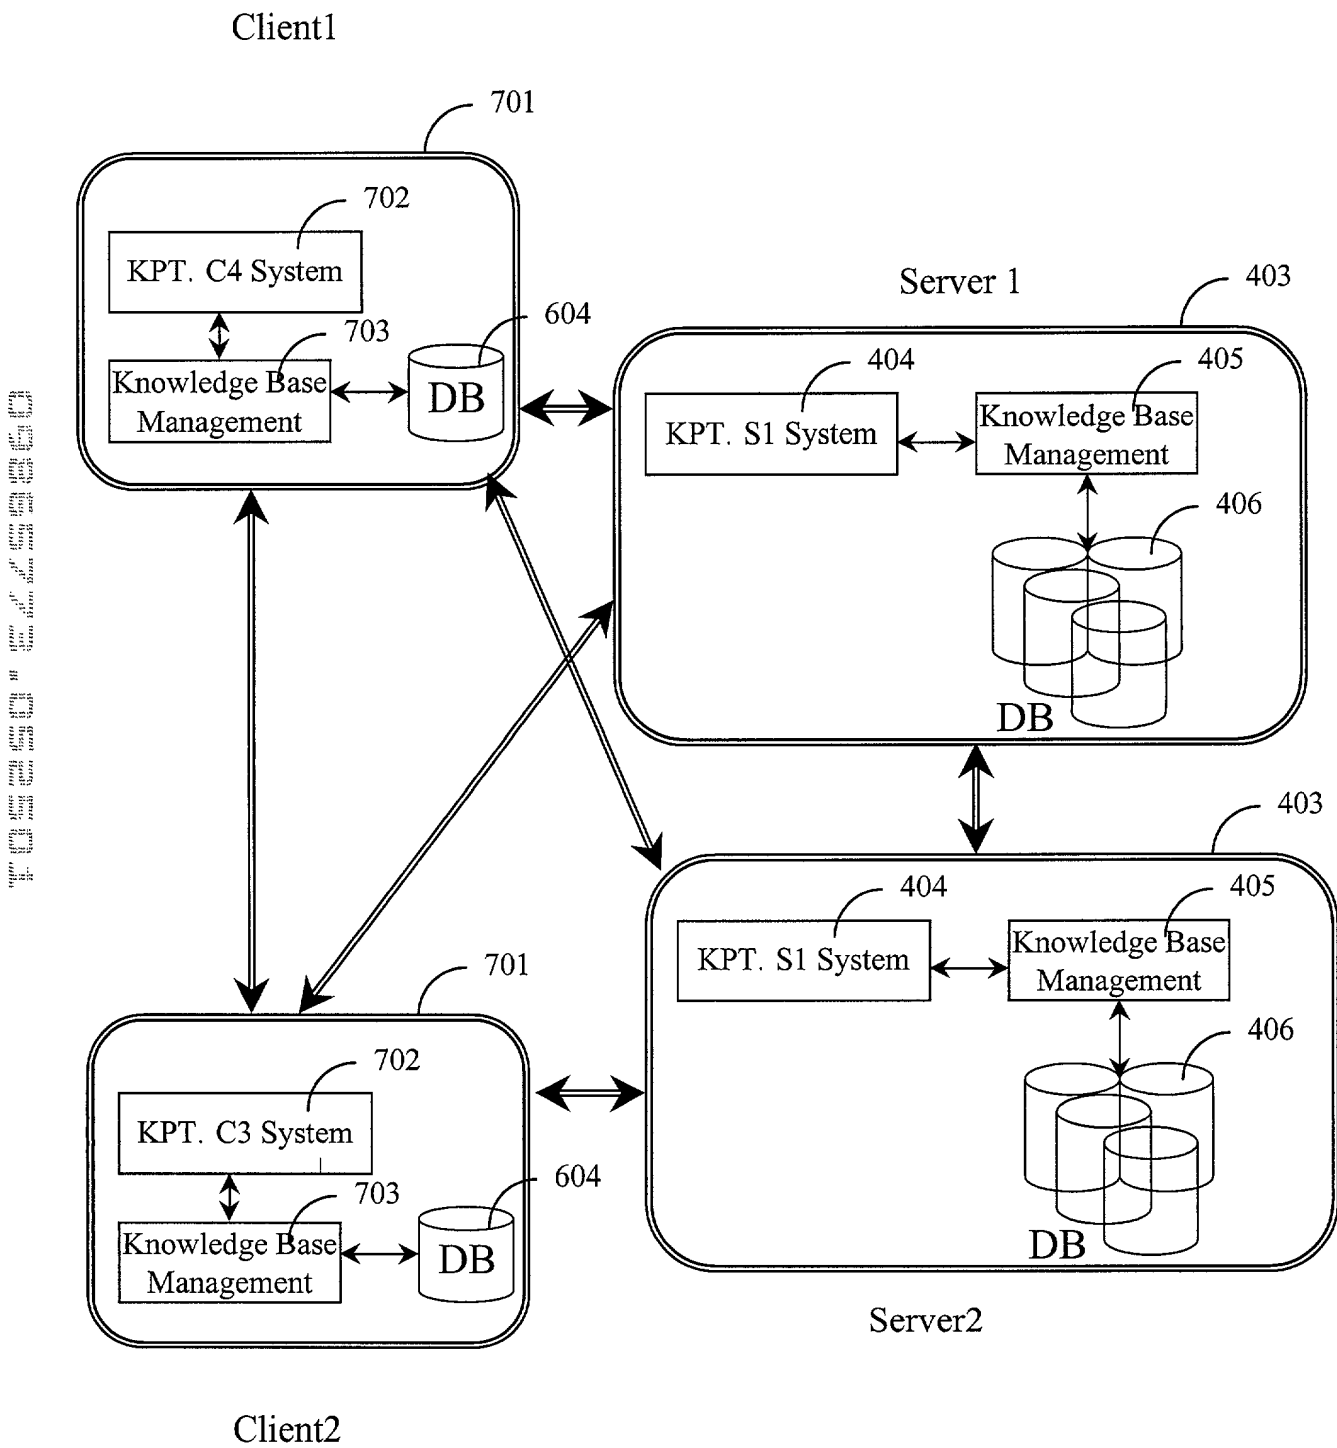 Client1
701
702
KPT. C4 System
703
604
Knowledge Base
Management
DB
Server 1
403
404
405
KPT. S1 System
Knowledge Base
Management
406
DB
403
404
405
KPT. S1 System
Knowledge Base
Management
406
DB
Server2
701
702
KPT. C3 System
703
604
Knowledge Base
Management
DB
Client2